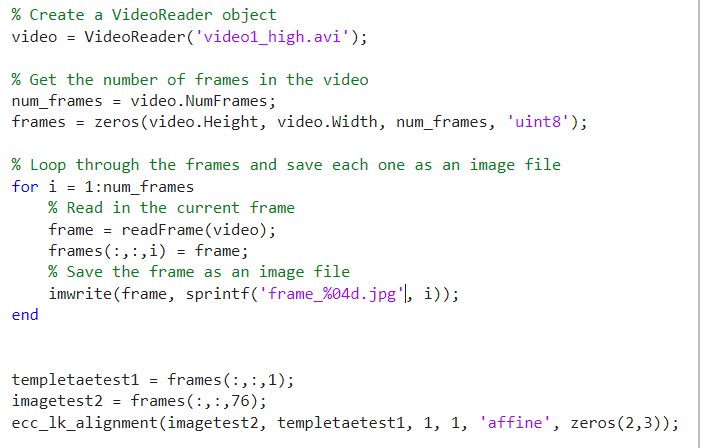 % Create a VideoReader object
video = VideoReader('video1_high.avi');
% Get the number of frames in the video
num_frames = video.NumFrames;
frames = zeros(video.Height, video.Width, num_frames, 'uint8');
% Loop through the frames and save each one as an image file
for i = 1:num_frames
    % Read in the current frame
    frame = readFrame(video);
    frames(:,:,i) = frame;
    % Save the frame as an image file
    imwrite(frame, sprintf('frame_%04d.jpg', i));
end
templetaetest1 = frames(:,:,1);
imagetest2 = frames(:,:,76);
ecc_lk_alignment(imagetest2, templetaetest1, 1, 1, 'affine', zeros(2,3));